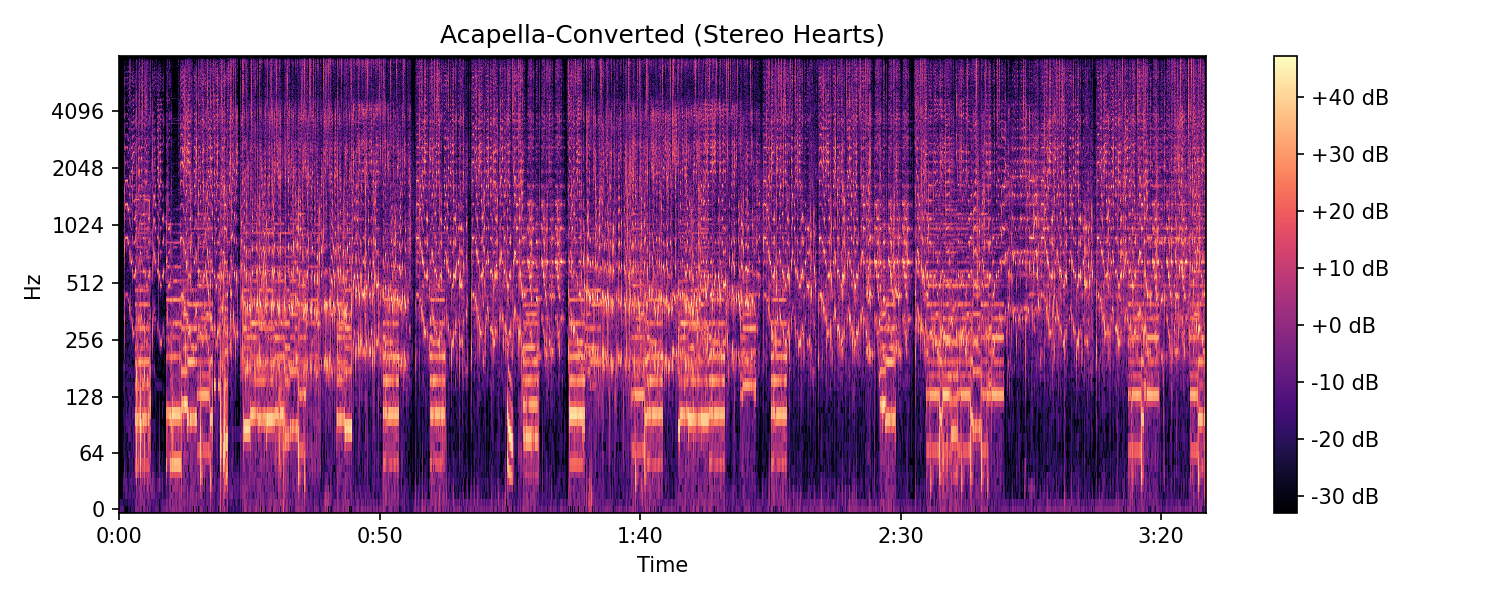 Acapella-Converted (Stereo Hearts)
Hz
4096
2048
1024
512
256
128
64
0
0:00
0:50
1:40
2:30
3:20
Time
+40 dB
+30 dB
+20 dB
+10 dB
+0 dB
-10 dB
-20 dB
-30 dB